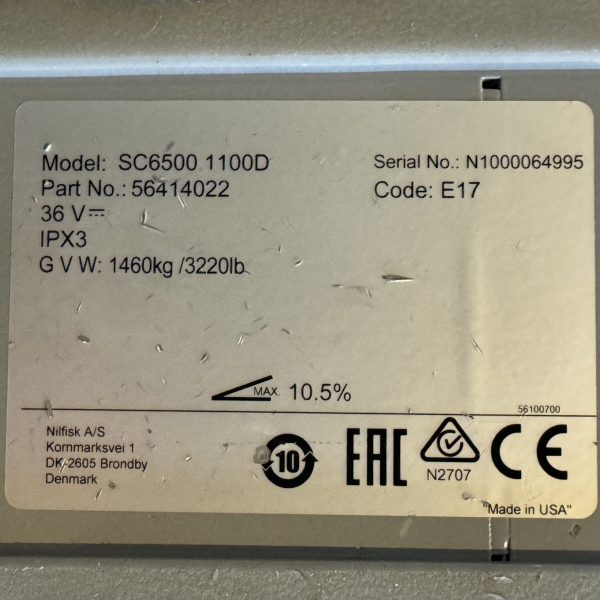 Model: SC6500 1100D
Serial No.: N1000064995
Part No.: 56414022
Code: E17
36 V⎓
IPX3
G V W: 1460kg /3220lb
MAX. 10.5%
56100700
Nilfisk A/S
Kornmarksvei 1
DK-2605 Brondby
Denmark
10
EAC
N2707
CE
"Made in USA"